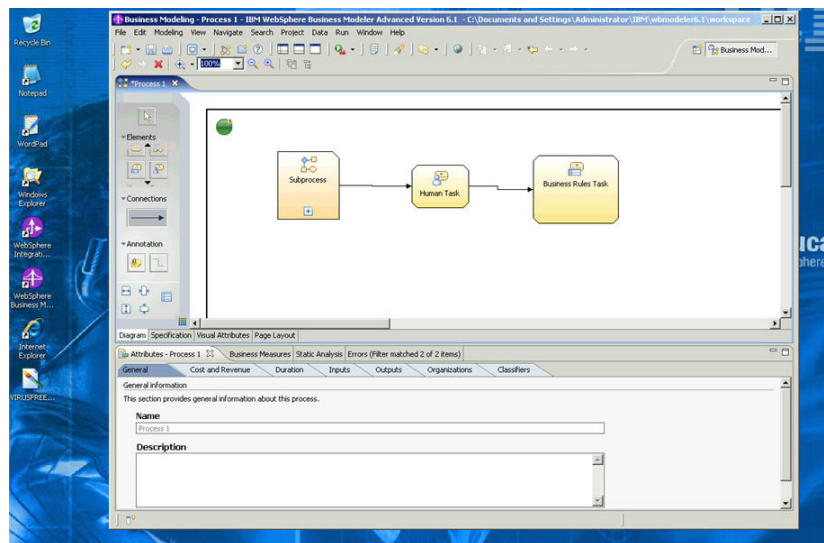 Business Modeling - Process 1 - IBM WebSphere Business Modeler Advanced Version 6.1 - C:\Documents and Settings\Administrator\IBM\wbmodeler6.1\workspace
File Edit Modeling View Navigate Search Project Data Run Window Help
Business Mod...
100%
*Process 1
Elements
Connections
Annotation
Subprocess
Human Task
Business Rules Task
Diagram Specification Visual Attributes Page Layout
Attributes - Process 1 Business Measures Static Analysis Errors (Filter matched 2 of 2 items)
General Cost and Revenue Duration Inputs Outputs Organizations Classifiers
General information
This section provides general information about this process.
Name
Process 1
Description
Recycle Bin
Notepad
WordPad
Windows
Explorer
WebSphere
Integrati...
WebSphere
Business M...
Internet
Explorer
VIRUSFREE...